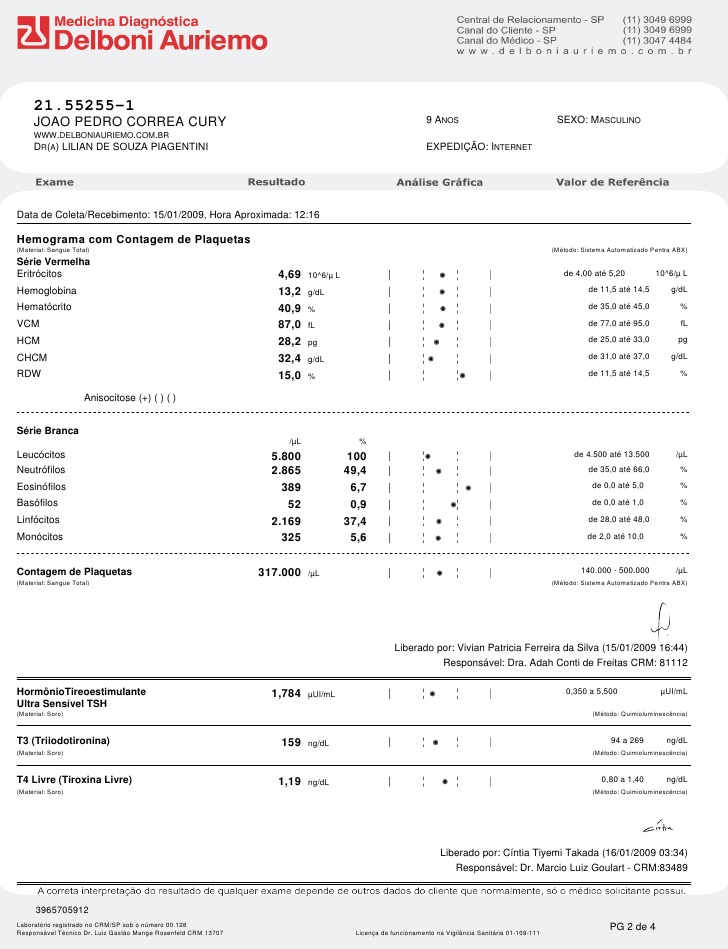 Medicina Diagnóstica
Delboni Auriemo
Central de Relacionamento - SP (11) 3049 6999
Canal do Cliente - SP (11) 3049 6999
Canal do Médico - SP (11) 3047 4484
www.delboniauriemo.com.br
21.55255-1
JOAO PEDRO CORREA CURY
9 ANOS SEXO: MASCULINO
WWW.DELBONIAURIEMO.COM.BR
DR(A) LILIAN DE SOUZA PIAGENTINI EXPEDIÇÃO: INTERNET
Exame Resultado Análise Gráfica Valor de Referência
Data de Coleta/Recebimento: 15/01/2009, Hora Aproximada: 12:16
Hemograma com Contagem de Plaquetas
(Material: Sangue Total) (Método: Sistema Automatizado Pentra ABX)
Série Vermelha
Eritrócitos 4,69 10^6/µ L de 4,00 até 5,20 10^6/µ L
Hemoglobina 13,2 g/dL de 11,5 até 14,5 g/dL
Hematócrito 40,9 % de 35,0 até 45,0 %
VCM 87,0 fL de 77,0 até 95,0 fL
HCM 28,2 pg de 25,0 até 33,0 pg
CHCM 32,4 g/dL de 31,0 até 37,0 g/dL
RDW 15,0 % de 11,5 até 14,5 %
Anisocitose (+) ( ) ( )
Série Branca
/µL %
Leucócitos 5.800 100 de 4.500 até 13.500 /µL
Neutrófilos 2.865 49,4 de 35,0 até 66,0 %
Eosinófilos 389 6,7 de 0,0 até 5,0 %
Basófilos 52 0,9 de 0,0 até 1,0 %
Linfócitos 2.169 37,4 de 28,0 até 48,0 %
Monócitos 325 5,6 de 2,0 até 10,0 %
Contagem de Plaquetas 317.000 /µL 140.000 - 500.000 /µL
(Material: Sangue Total) (Método: Sistema Automatizado Pentra ABX)
Liberado por: Vivian Patricia Ferreira da Silva (15/01/2009 16:44)
Responsável: Dra. Adah Conti de Freitas CRM: 81112
HormônioTireoestimulante 1,784 µUI/mL 0,350 a 5,500 µUI/mL
Ultra Sensível TSH
(Material: Soro) (Método: Quimioluminescência)
T3 (Triiodotironina) 159 ng/dL 94 a 269 ng/dL
(Material: Soro) (Método: Quimioluminescência)
T4 Livre (Tiroxina Livre) 1,19 ng/dL 0,80 a 1,40 ng/dL
(Material: Soro) (Método: Quimioluminescência)
Cíntia
Liberado por: Cíntia Tiyemi Takada (16/01/2009 03:34)
Responsável: Dr. Marcio Luiz Goulart - CRM:83489
A correta interpretação do resultado de qualquer exame depende de outros dados do cliente que normalmente, só o médico solicitante possui.
3965705912
Laboratório registrado no CRM/SP sob o número 00.128
Responsável Técnico Dr. Luiz Gastão Mange Rosenfeld CRM 13707 Licença de funcionamento na Vigilância Sanitária 01-109-111 PG 2 de 4